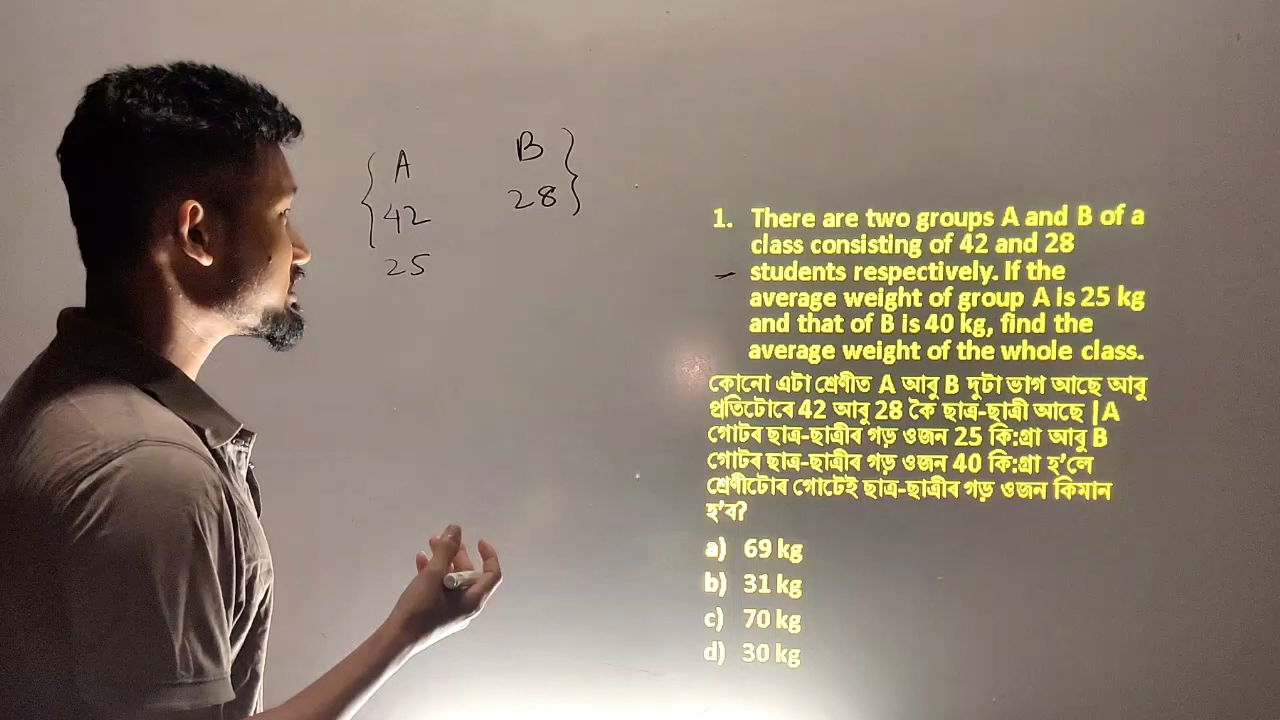 A B
42 28
25
1. There are two groups A and B of a
class consisting of 42 and 28
students respectively. If the
average weight of group A is 25 kg
and that of B is 40 kg, find the
average weight of the whole class.
কোনো এটা শ্ৰেণীত A আৰু B দুটা ভাগ আছে আৰু
প্ৰতিটোৰে 42 আৰু 28 কৈ ছাত্ৰ-ছাত্ৰী আছে | A
গোটৰ ছাত্ৰ-ছাত্ৰীৰ গড় ওজন 25 কি:গ্ৰা আৰু B
গোটৰ ছাত্ৰ-ছাত্ৰীৰ গড় ওজন 40 কি:গ্ৰা হ’লে
শ্ৰেণীটোৰ গোটেই ছাত্ৰ-ছাত্ৰীৰ গড় ওজন কিমান
হ’ব?
a) 69 kg
b) 31 kg
c) 70 kg
d) 30 kg